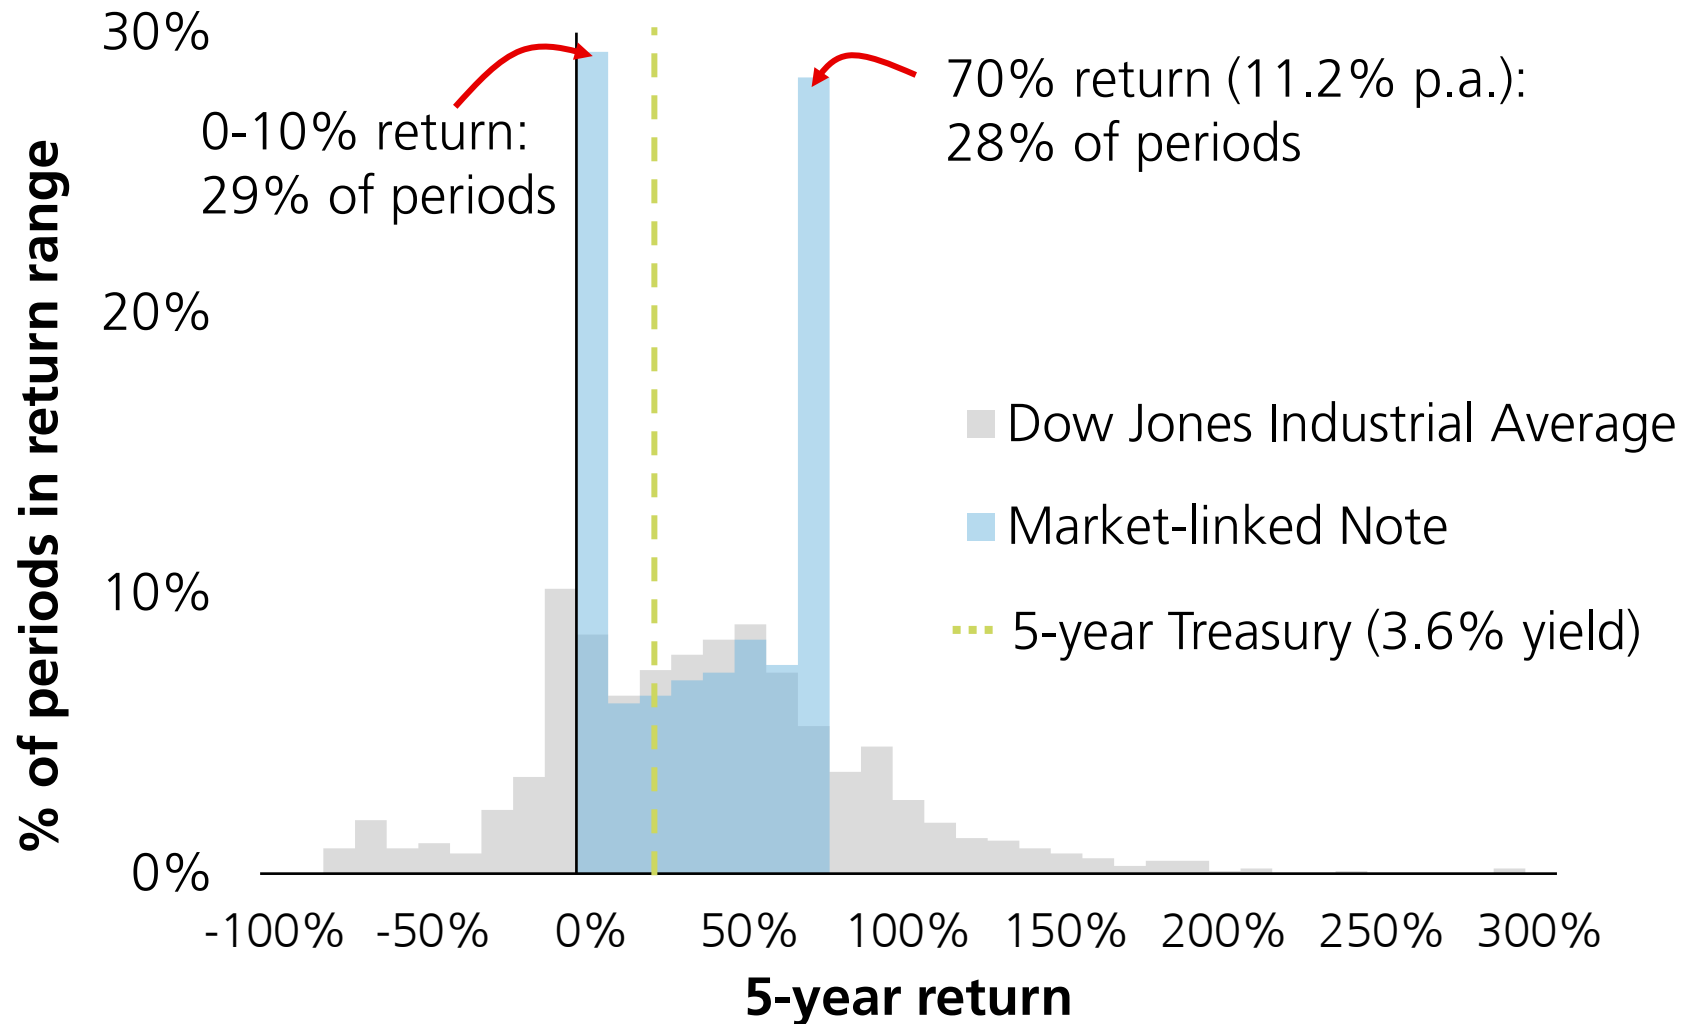 30%
20%
10%
0%
% of periods in return range
0-10% return:
29% of periods
70% return (11.2% p.a.):
28% of periods
Dow Jones Industrial Average
Market-linked Note
5-year Treasury (3.6% yield)
-100% -50% 0% 50% 100% 150% 200% 250% 300%
5-year return